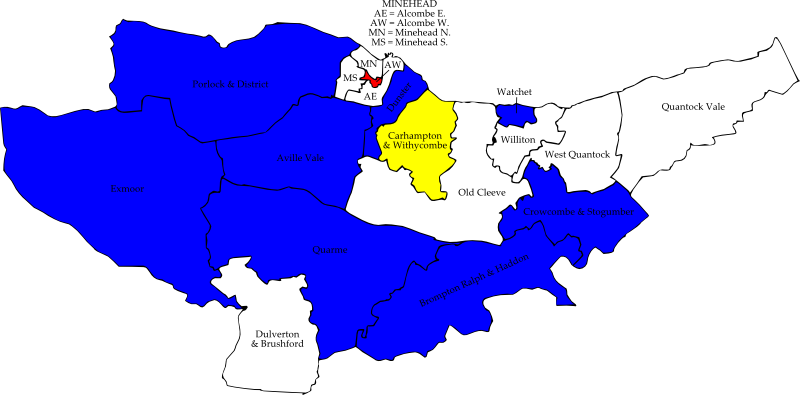 MINEHEAD
AE = Alcombe E.
AW = Alcombe W.
MN = Minehead N.
MS = Minehead S.
MN
AW
MS
AE
Porlock & District
Dunster
Watchet
Quantock Vale
Carhampton
& Withycombe
Williton
West Quantock
Aville Vale
Exmoor
Old Cleeve
Crowcombe & Stogumber
Quarme
Brompton Ralph & Haddon
Dulverton
& Brushford